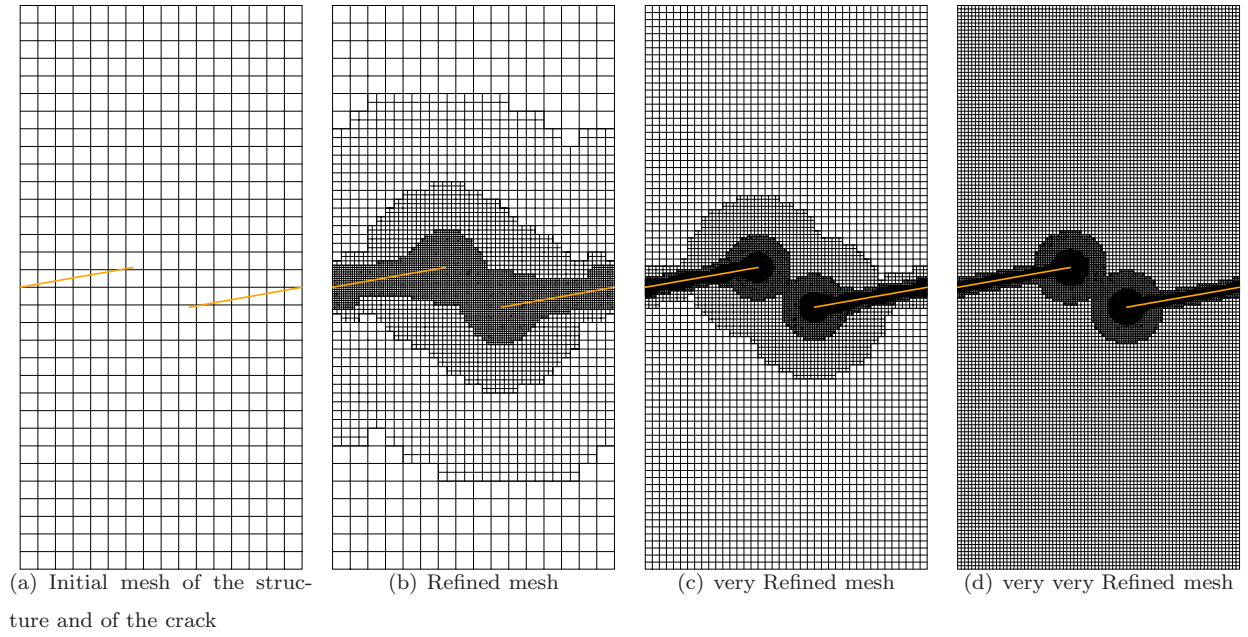 (a) Initial mesh of the struc-
ture and of the crack
(b) Refined mesh
(c) very Refined mesh
(d) very very Refined mesh